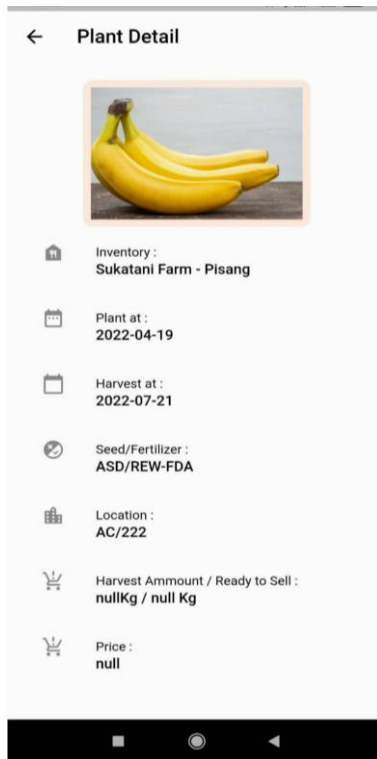 Plant Detail
Inventory :
Sukatani Farm - Pisang
Plant at :
2022-04-19
Harvest at :
2022-07-21
Seed/Fertilizer :
ASD/REW-FDA
Location :
AC/222
Harvest Ammount / Ready to Sell :
nullKg / null Kg
Price :
null